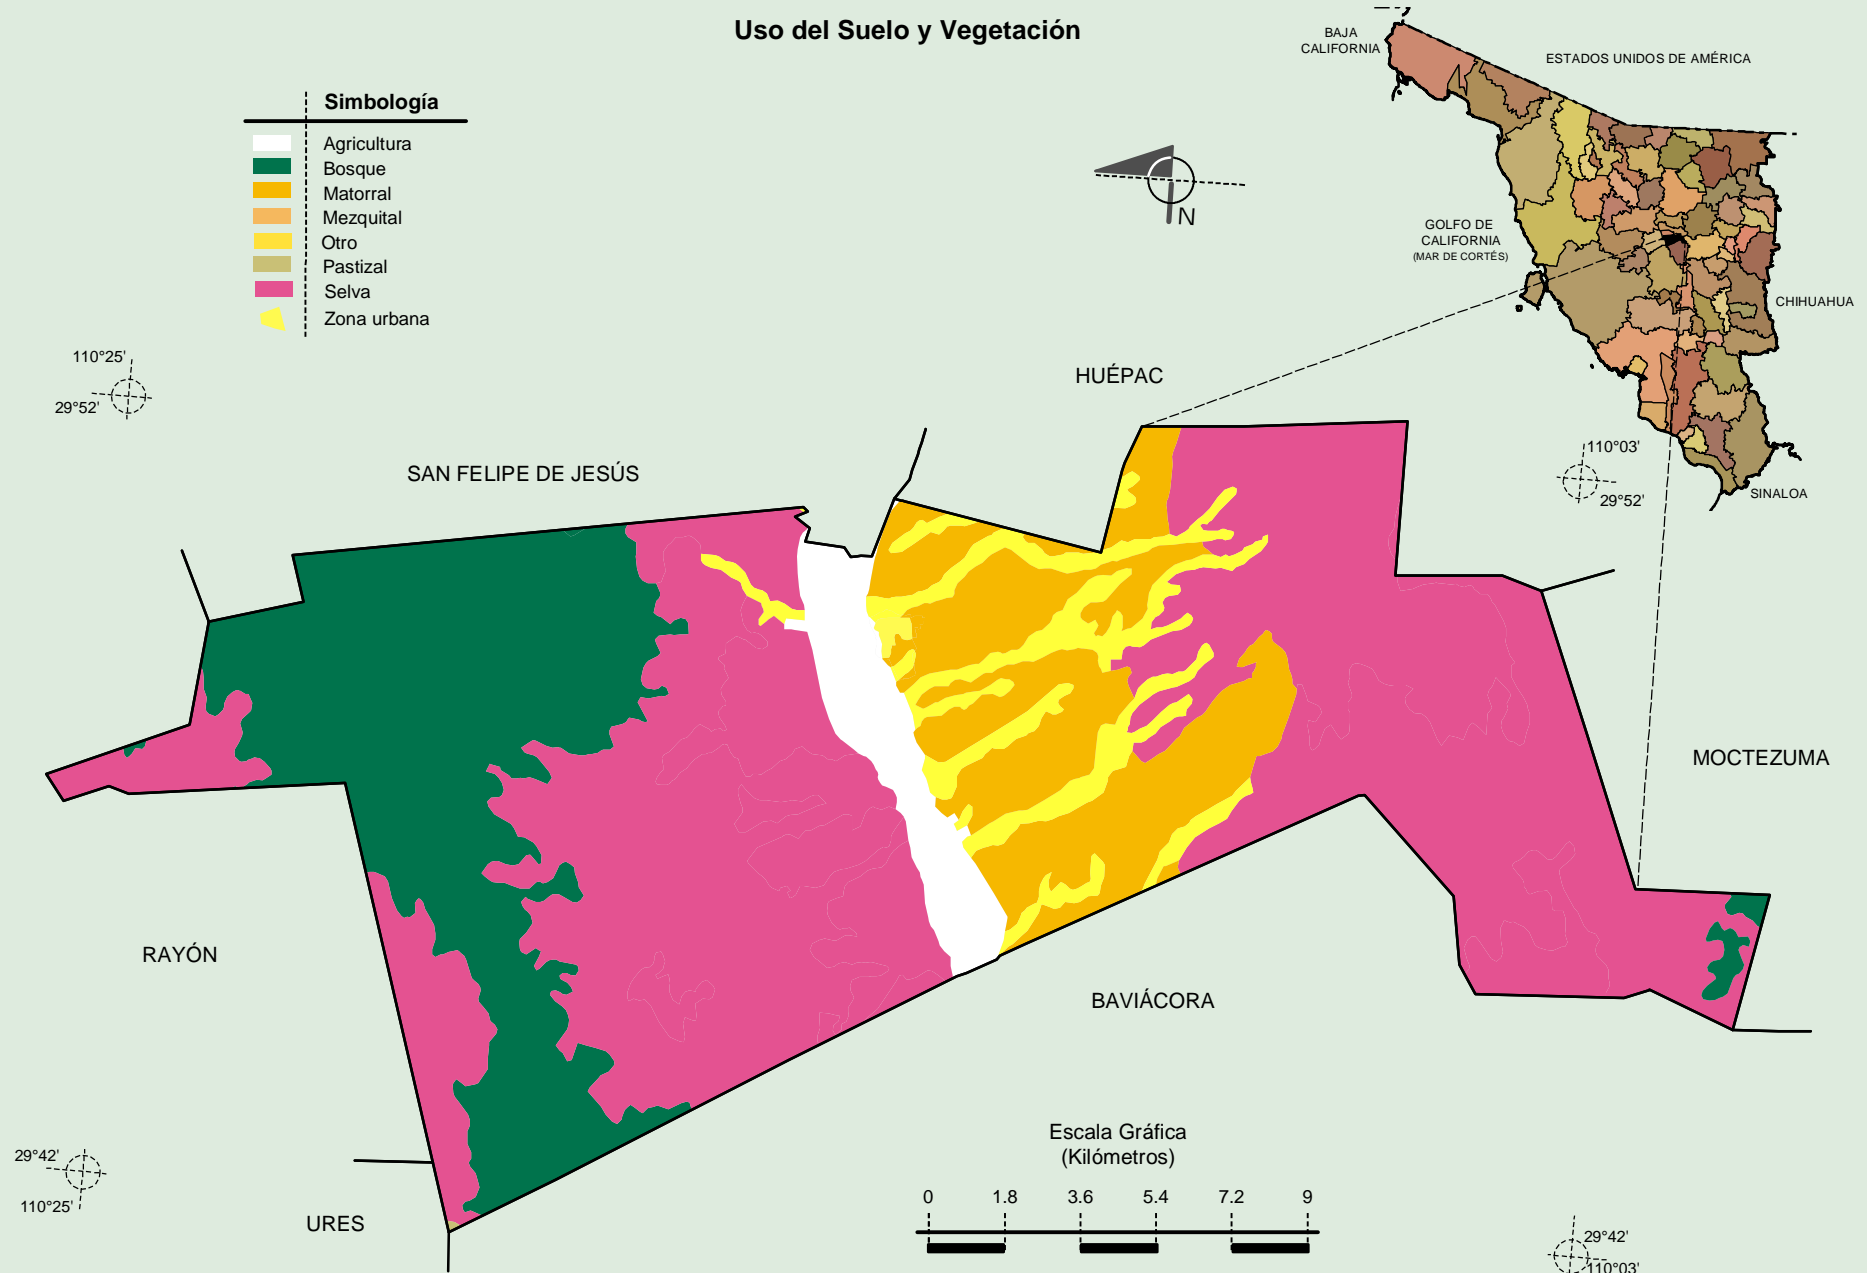 Uso del Suelo y Vegetación
Simbología
Agricultura
Bosque
Matorral
Mezquital
Otro
Pastizal
Selva
Zona urbana
N
BAJA
CALIFORNIA
ESTADOS UNIDOS DE AMÉRICA
GOLFO DE
CALIFORNIA
(MAR DE CORTÉS)
CHIHUAHUA
SINALOA
110°25'
29°52'
110°03'
29°52'
HUÉPAC
SAN FELIPE DE JESÚS
MOCTEZUMA
RAYÓN
BAVIÁCORA
URES
29°42'
110°25'
Escala Gráfica
(Kilómetros)
0 1.8 3.6 5.4 7.2 9
29°42'
110°03'